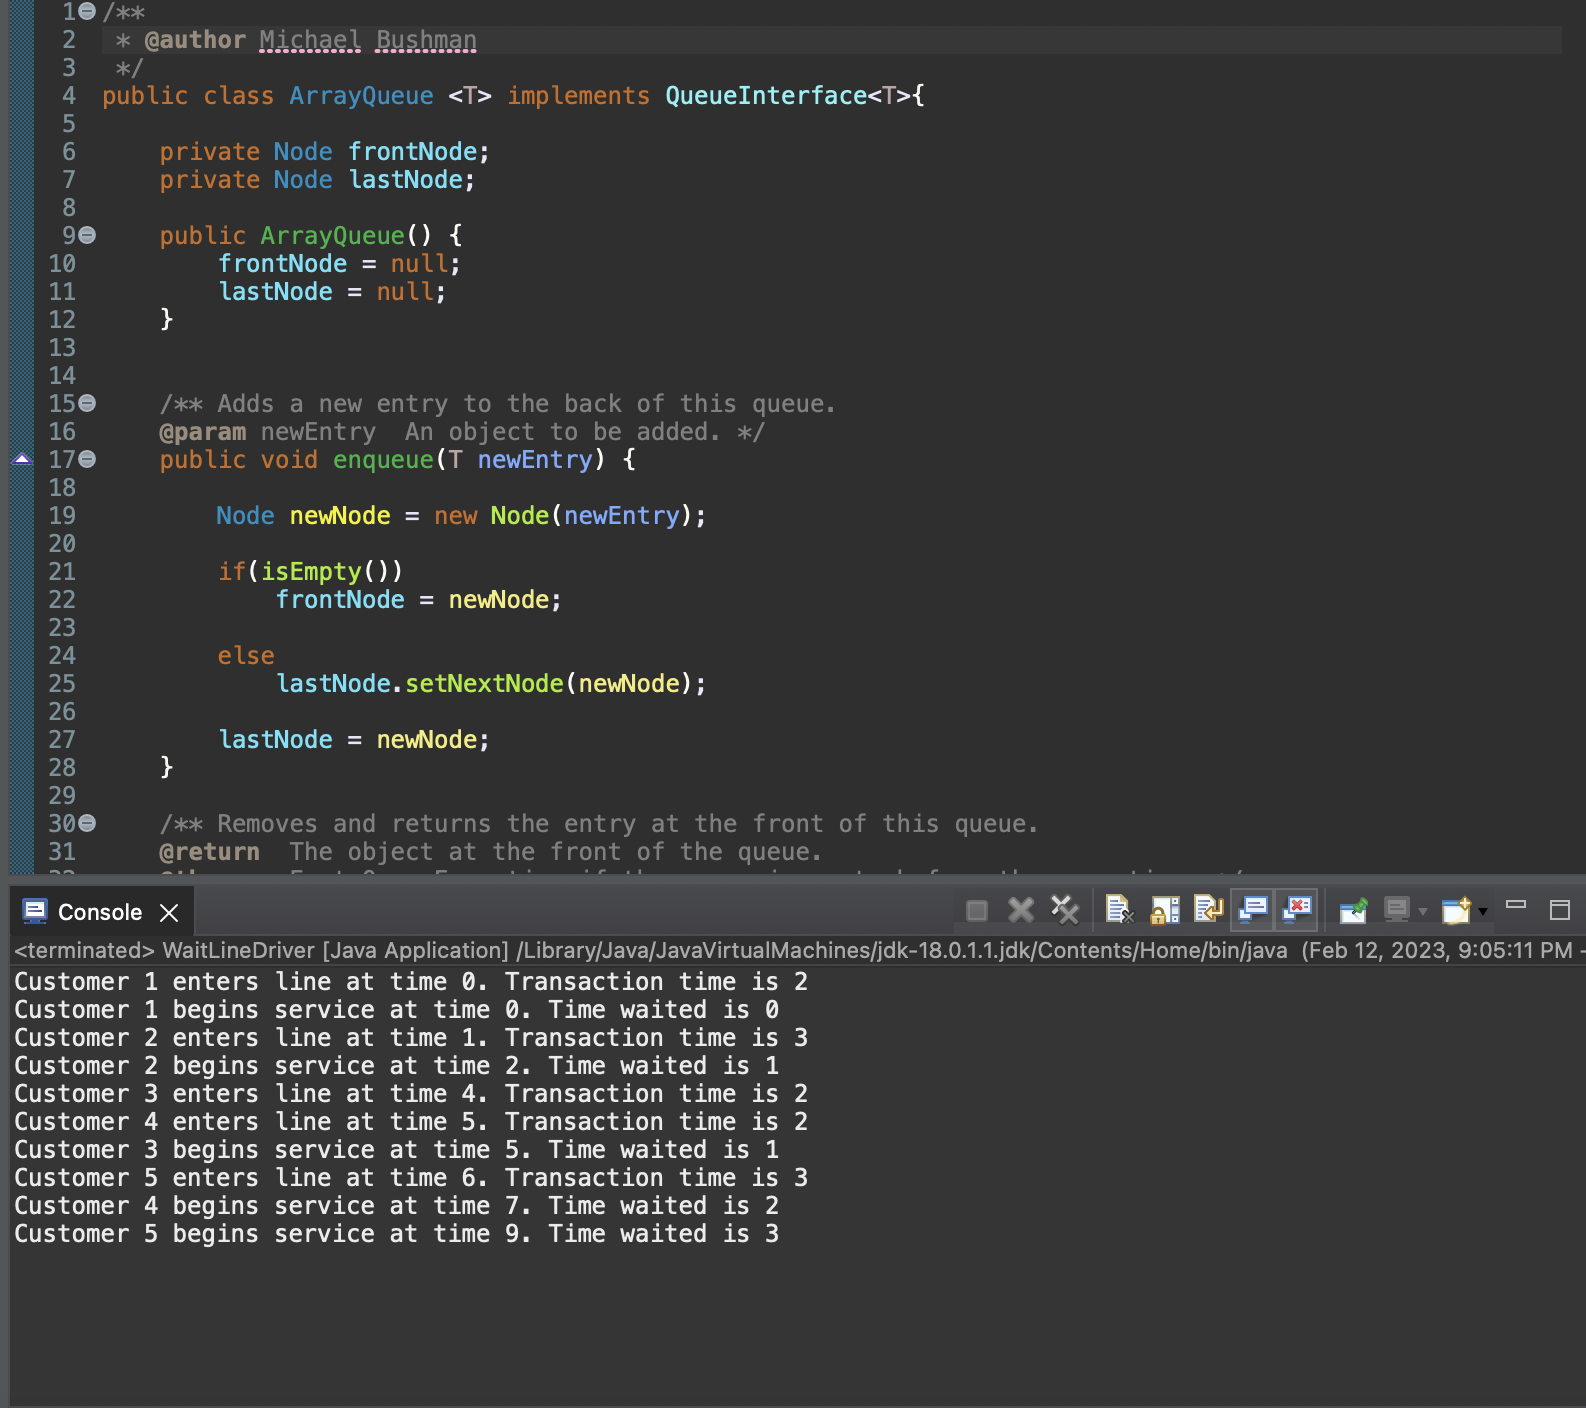 1 /**
2 * @author Michael Bushman
3 */
4 public class ArrayQueue <T> implements QueueInterface<T>{
5
6 private Node frontNode;
7 private Node lastNode;
8
9 public ArrayQueue() {
10 frontNode = null;
11 lastNode = null;
12 }
13
14
15 /** Adds a new entry to the back of this queue.
16 @param newEntry  An object to be added. */
17 public void enqueue(T newEntry) {
18
19 Node newNode = new Node(newEntry);
20
21 if(isEmpty())
22 frontNode = newNode;
23
24 else
25 lastNode.setNextNode(newNode);
26
27 lastNode = newNode;
28 }
29
30 /** Removes and returns the entry at the front of this queue.
31 @return  The object at the front of the queue.
Console
<terminated> WaitLineDriver [Java Application] /Library/Java/JavaVirtualMachines/jdk-18.0.1.1.jdk/Contents/Home/bin/java (Feb 12, 2023, 9:05:11 PM -
Customer 1 enters line at time 0. Transaction time is 2
Customer 1 begins service at time 0. Time waited is 0
Customer 2 enters line at time 1. Transaction time is 3
Customer 2 begins service at time 2. Time waited is 1
Customer 3 enters line at time 4. Transaction time is 2
Customer 4 enters line at time 5. Transaction time is 2
Customer 3 begins service at time 5. Time waited is 1
Customer 5 enters line at time 6. Transaction time is 3
Customer 4 begins service at time 7. Time waited is 2
Customer 5 begins service at time 9. Time waited is 3